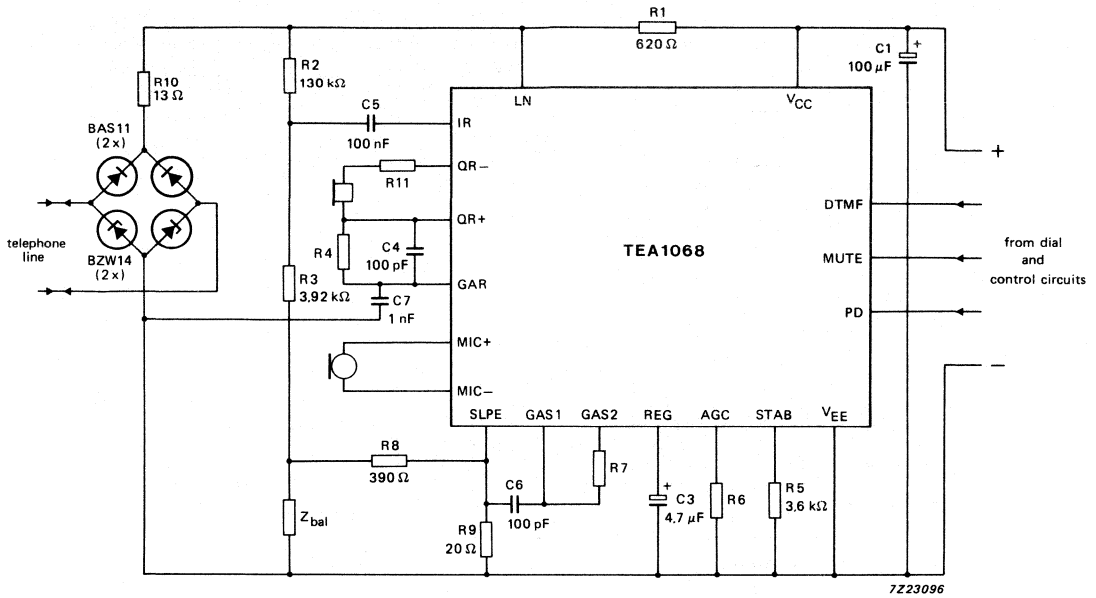 R1
620 Ω
C1
+
100 μF
R10
13 Ω
R2
130 kΩ
LN
VCC
C5
100 nF
IR
BAS11
(2x)
QR−
R11
+
QR+
DTMF
telephone
line
R4
C4
100 pF
TEA1068
from dial
and
control circuits
MUTE
BZW14
(2x)
R3
3,92 kΩ
GAR
C7
1 nF
PD
MIC+
−
MIC−
SLPE
GAS1
GAS2
REG
AGC
STAB
VEE
R8
390 Ω
R7
C6
100 pF
+
C3
4,7 μF
R6
R5
3,6 kΩ
Zbal
R9
20 Ω
7Z23096